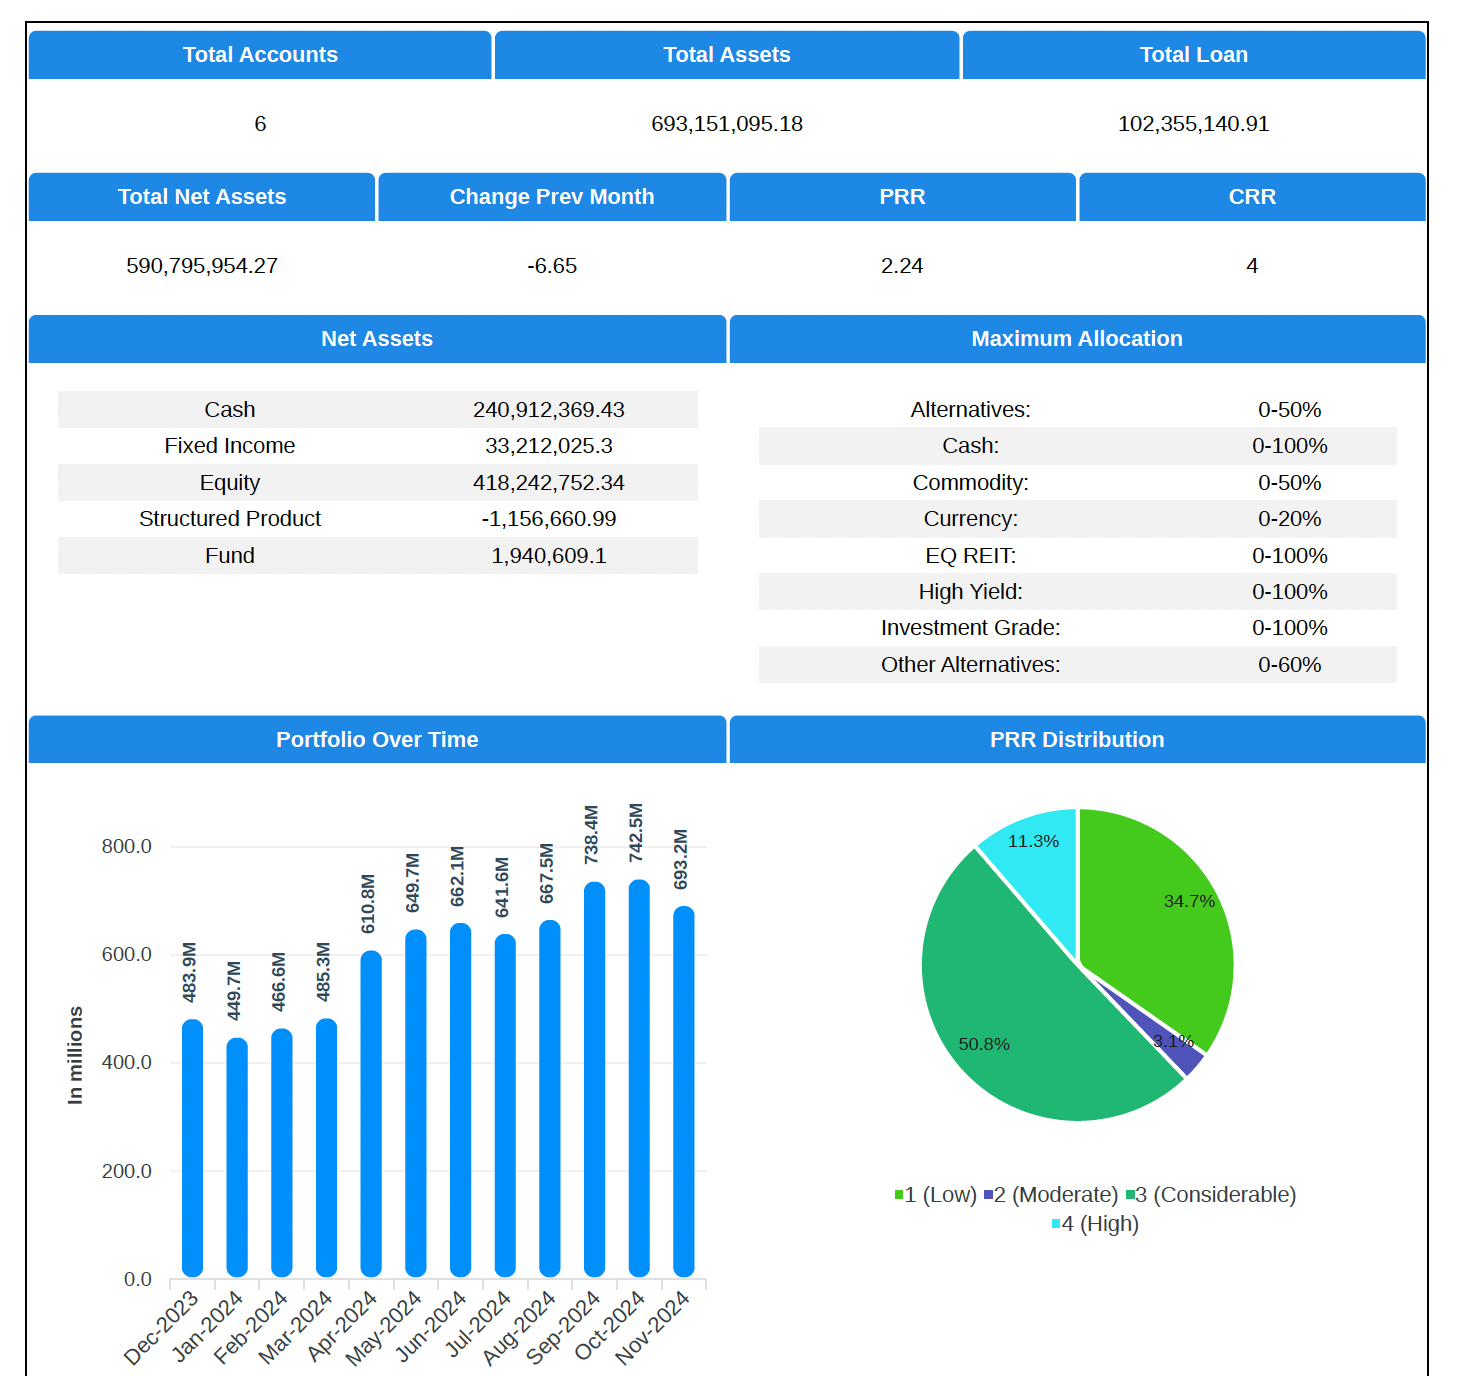 Total Accounts Total Assets Total Loan
6 693,151,095.18 102,355,140.91
Total Net Assets Change Prev Month PRR CRR
590,795,954.27 -6.65 2.24 4
Net Assets Maximum Allocation
Cash 240,912,369.43 Alternatives: 0-50%
Fixed Income 33,212,025.3 Cash: 0-100%
Equity 418,242,752.34 Commodity: 0-50%
Structured Product -1,156,660.99 Currency: 0-20%
Fund 1,940,609.1 EQ REIT: 0-100%
High Yield: 0-100%
Investment Grade: 0-100%
Other Alternatives: 0-60%
Portfolio Over Time PRR Distribution
In millions
800.0
600.0
400.0
200.0
0.0
483.9M
449.7M
466.6M
485.3M
610.8M
649.7M
662.1M
641.6M
667.5M
738.4M
742.5M
693.2M
Dec-2023
Jan-2024
Feb-2024
Mar-2024
Apr-2024
May-2024
Jun-2024
Jul-2024
Aug-2024
Sep-2024
Oct-2024
Nov-2024
11.3%
34.7%
3.1%
50.8%
1 (Low) 2 (Moderate) 3 (Considerable)
4 (High)